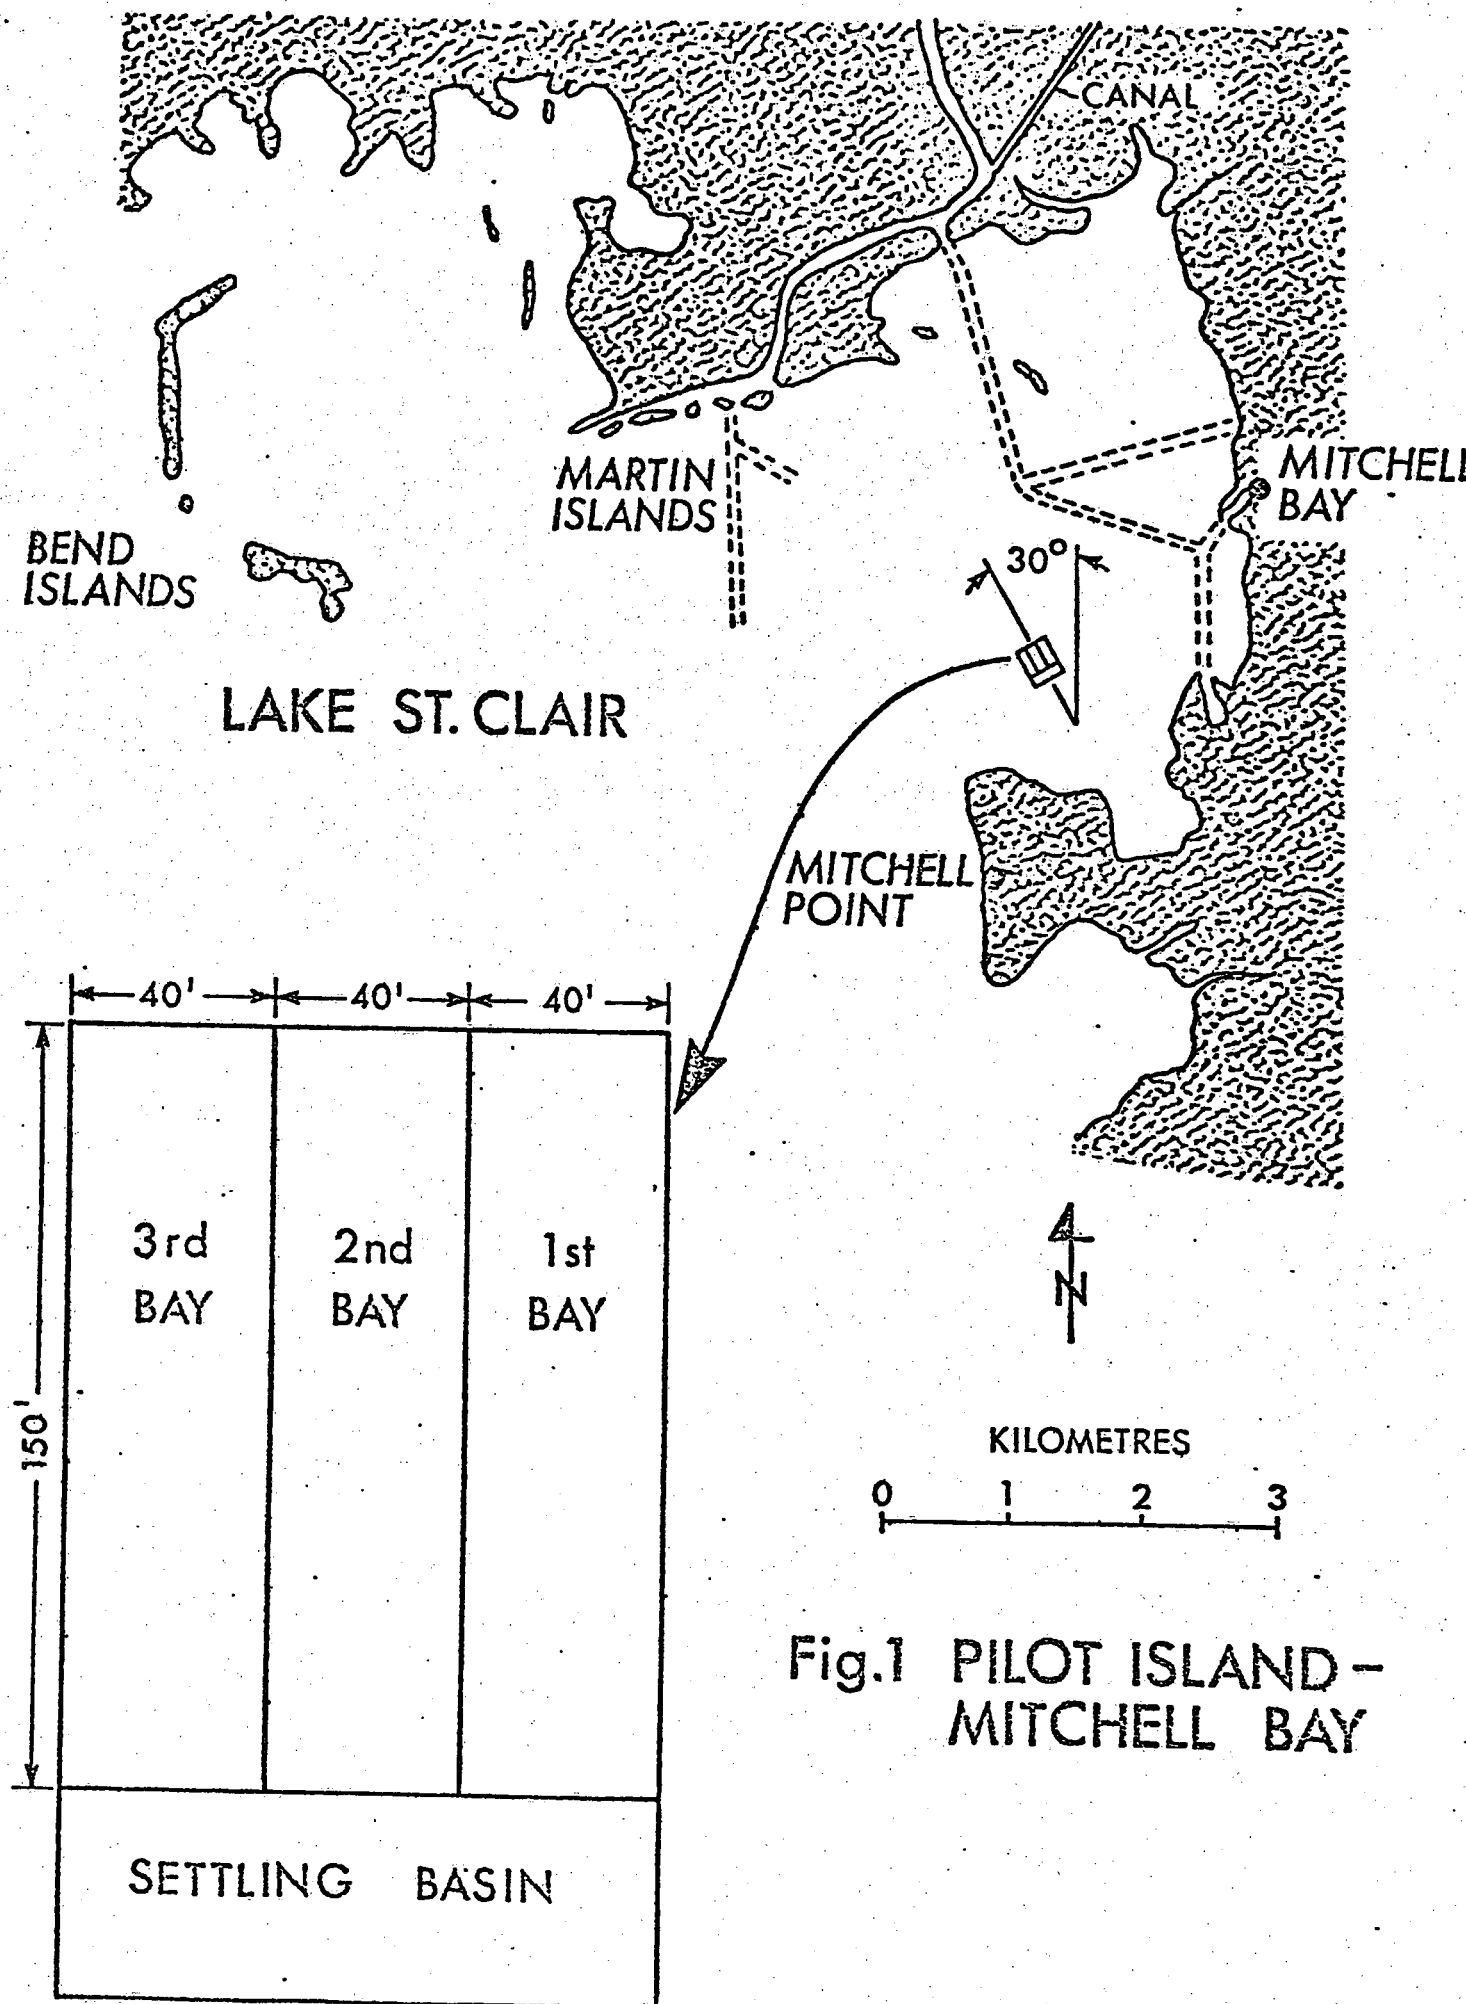 CANAL
MITCHELL
BAY
MARTIN
ISLANDS
BEND
ISLANDS
30°
LAKE ST. CLAIR
MITCHELL
POINT
40' 40' 40'
150'
3rd
BAY
2nd
BAY
1st
BAY
SETTLING BASIN
N
KILOMETRES
0 1 2 3
Fig.1 PILOT ISLAND –
MITCHELL BAY